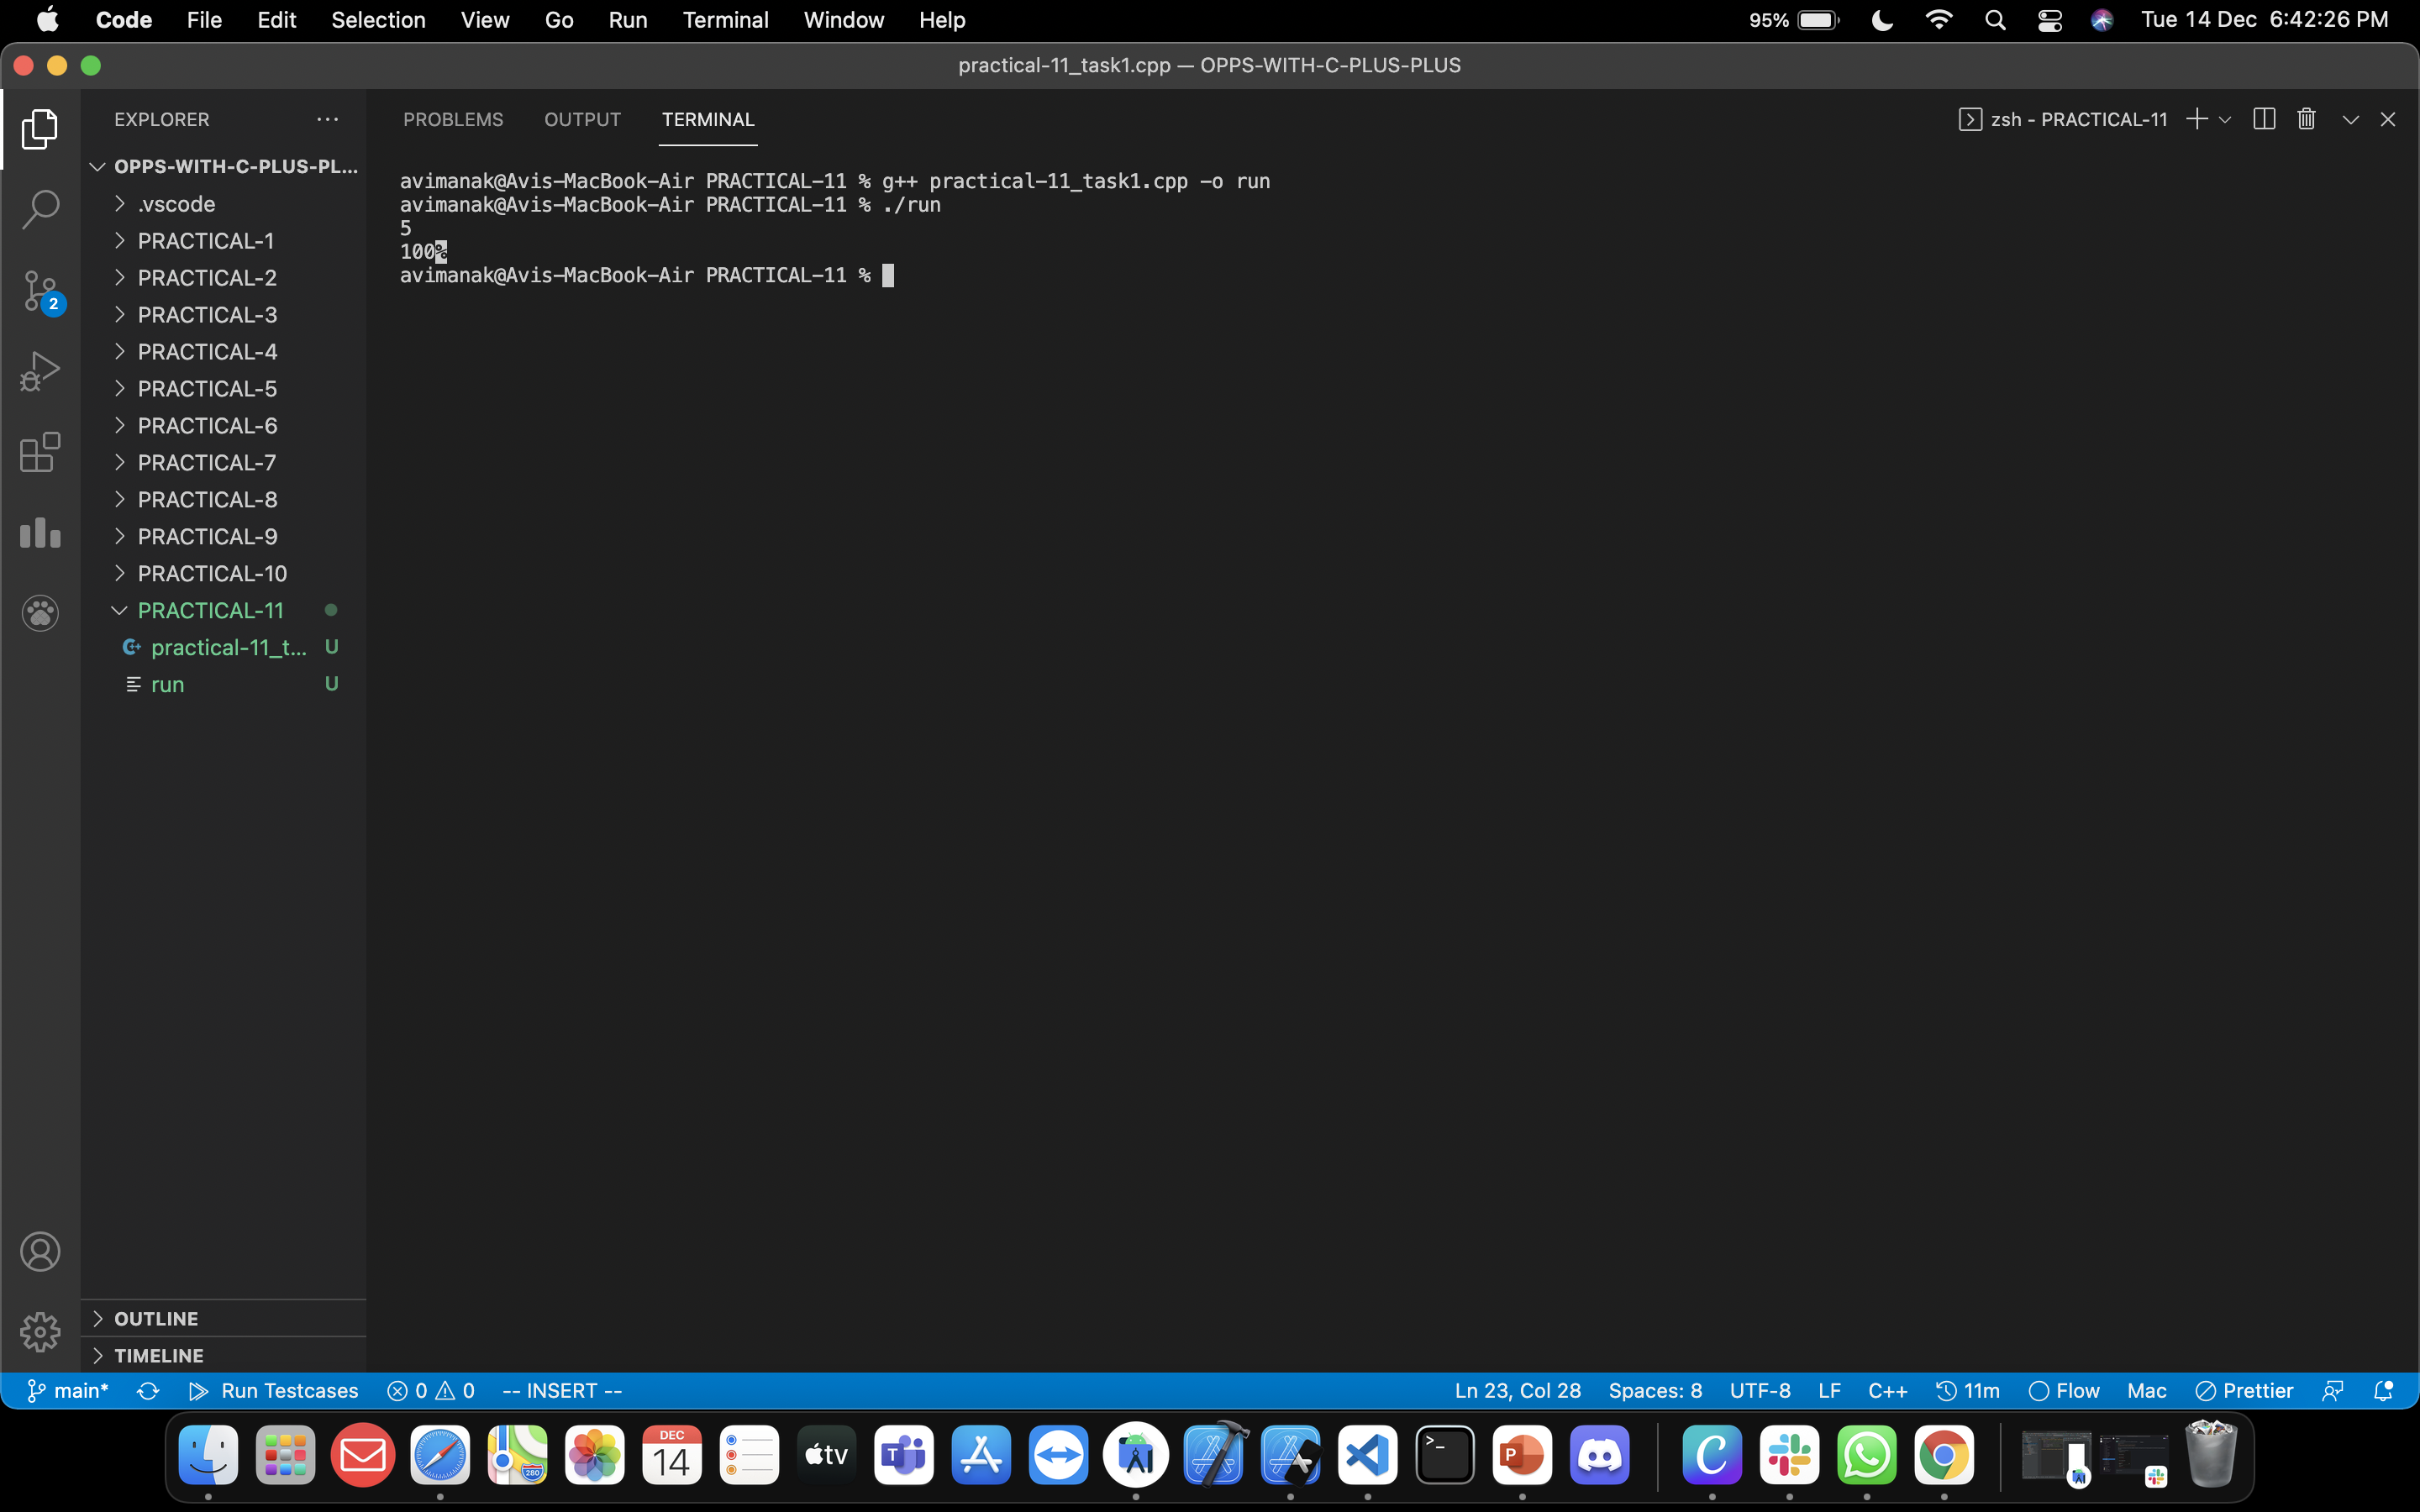 Code File Edit Selection View Go Run Terminal Window Help 95% Tue 14 Dec 6:42:26 PM
practical-11_task1.cpp — OPPS-WITH-C-PLUS-PLUS
EXPLORER ··· PROBLEMS OUTPUT TERMINAL zsh - PRACTICAL-11
OPPS-WITH-C-PLUS-PL...
.vscode
PRACTICAL-1
PRACTICAL-2
PRACTICAL-3
PRACTICAL-4
PRACTICAL-5
PRACTICAL-6
PRACTICAL-7
PRACTICAL-8
PRACTICAL-9
PRACTICAL-10
PRACTICAL-11
practical-11_t... U
run U
2
avimanak@Avis-MacBook-Air PRACTICAL-11 % g++ practical-11_task1.cpp -o run
avimanak@Avis-MacBook-Air PRACTICAL-11 % ./run
5
100%
avimanak@Avis-MacBook-Air PRACTICAL-11 %
OUTLINE
TIMELINE
main* Run Testcases 0 0 -- INSERT -- Ln 23, Col 28 Spaces: 8 UTF-8 LF C++ 11m Flow Mac Prettier
280 DEC 14 tv T >_ P C